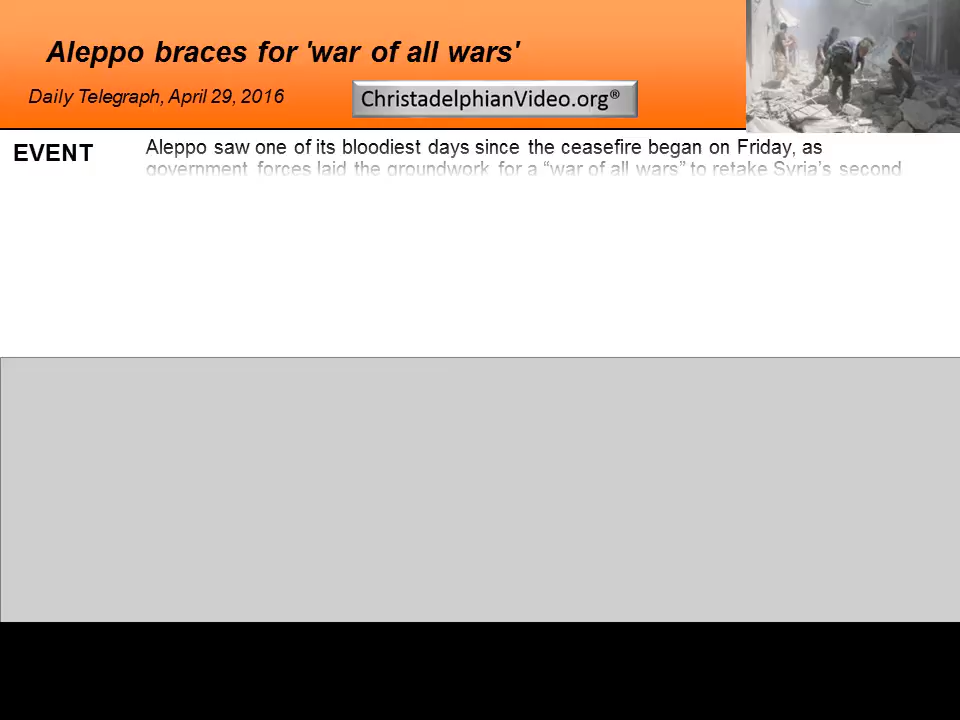 Aleppo braces for 'war of all wars'
Daily Telegraph, April 29, 2016
ChristadelphianVideo.org®
EVENT
Aleppo saw one of its bloodiest days since the ceasefire began on Friday, as
government forces laid the groundwork for a “war of all wars” to retake Syria’s second